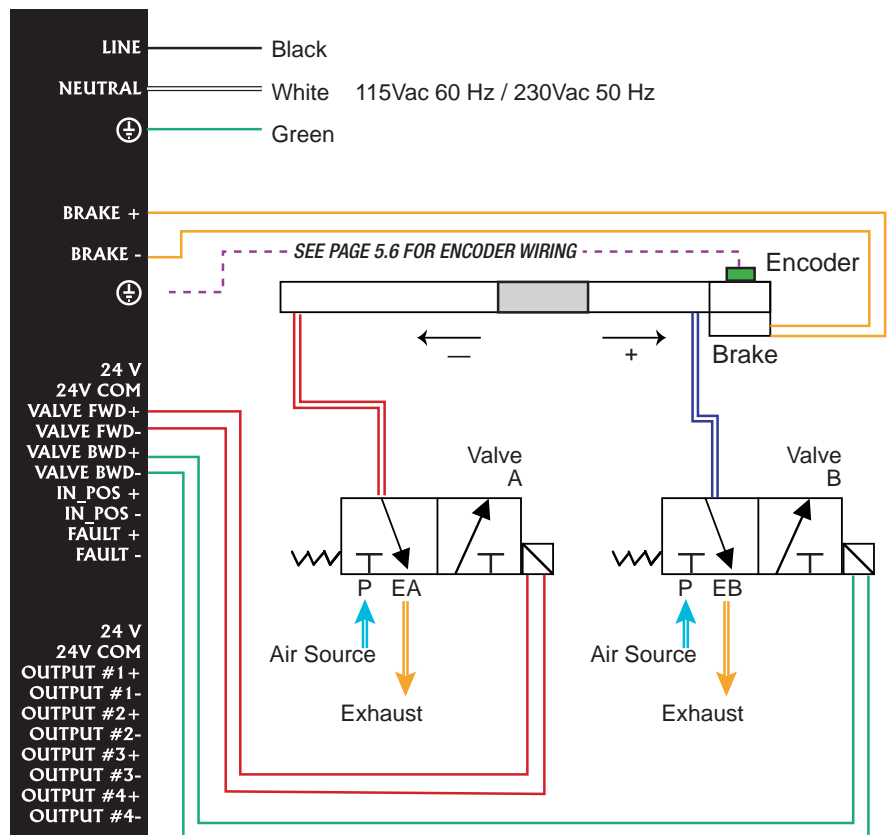 LINE
Black
NEUTRAL
White 115Vac 60 Hz / 230Vac 50 Hz
Green
BRAKE +
BRAKE -
SEE PAGE 5.6 FOR ENCODER WIRING
Encoder
— +
Brake
24 V
24V COM
VALVE FWD+
VALVE FWD-
VALVE BWD+
VALVE BWD-
IN_POS +
IN_POS -
FAULT +
FAULT -
Valve
A
Valve
B
P EA
P EB
Air Source
Air Source
Exhaust
Exhaust
24 V
24V COM
OUTPUT #1+
OUTPUT #1-
OUTPUT #2+
OUTPUT #2-
OUTPUT #3+
OUTPUT #3-
OUTPUT #4+
OUTPUT #4-